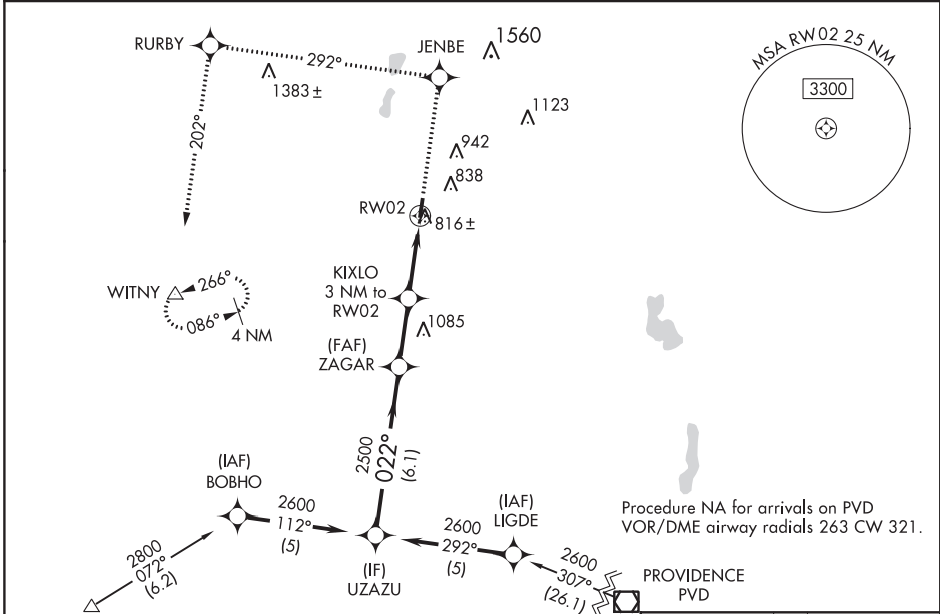 RURBY
292°
JENBE
1560
1383 ±
1123
942
838
202°
RW02
816 ±
MSA RW 02 25 NM
3300
WITNY
266°
086°
4 NM
KIXLO
3 NM to
RW02
1085
(FAF)
ZAGAR
2500
022°
(6.1)
(IAF)
BOBHO
2600
112°
(5)
(IAF)
LIGDE
2600
292°
(5)
(IF)
UZAZU
2800
072°
(6.2)
2600
307°
(26.1)
Procedure NA for arrivals on PVD
VOR/DME airway radials 263 CW 321.
PROVIDENCE
PVD